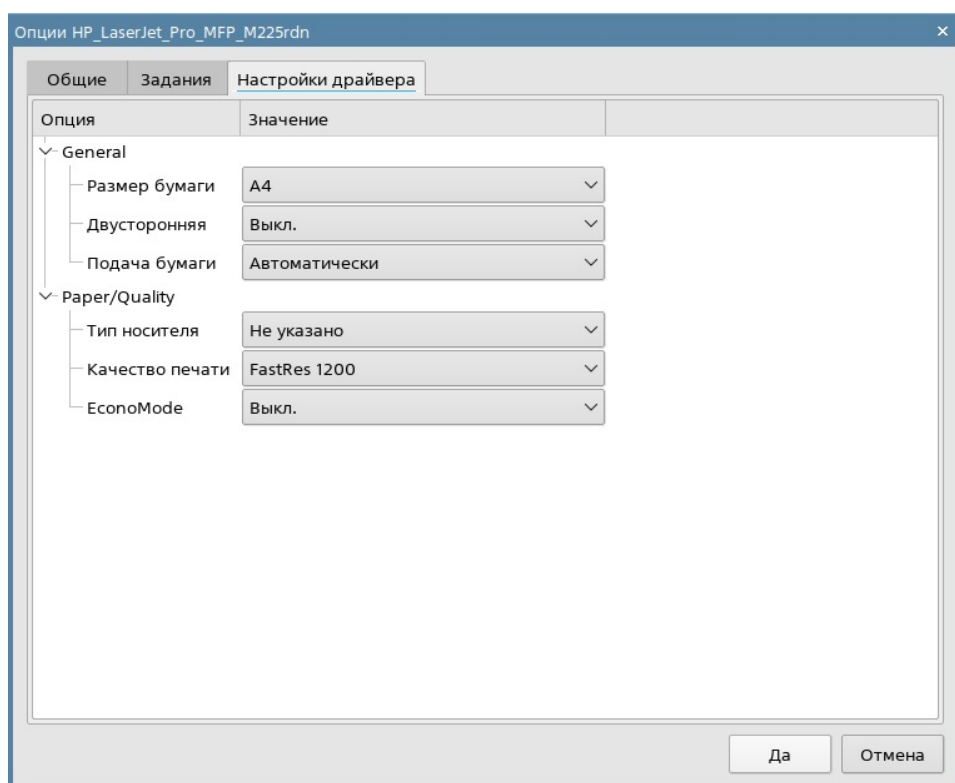 Опции HP_LaserJet_Pro_MFP_M225rdn
Общие Задания Настройки драйвера
Опция Значение
General
Размер бумаги A4
Двусторонняя Выкл.
Подача бумаги Автоматически
Paper/Quality
Тип носителя Не указано
Качество печати FastRes 1200
EconoMode Выкл.
Да Отмена